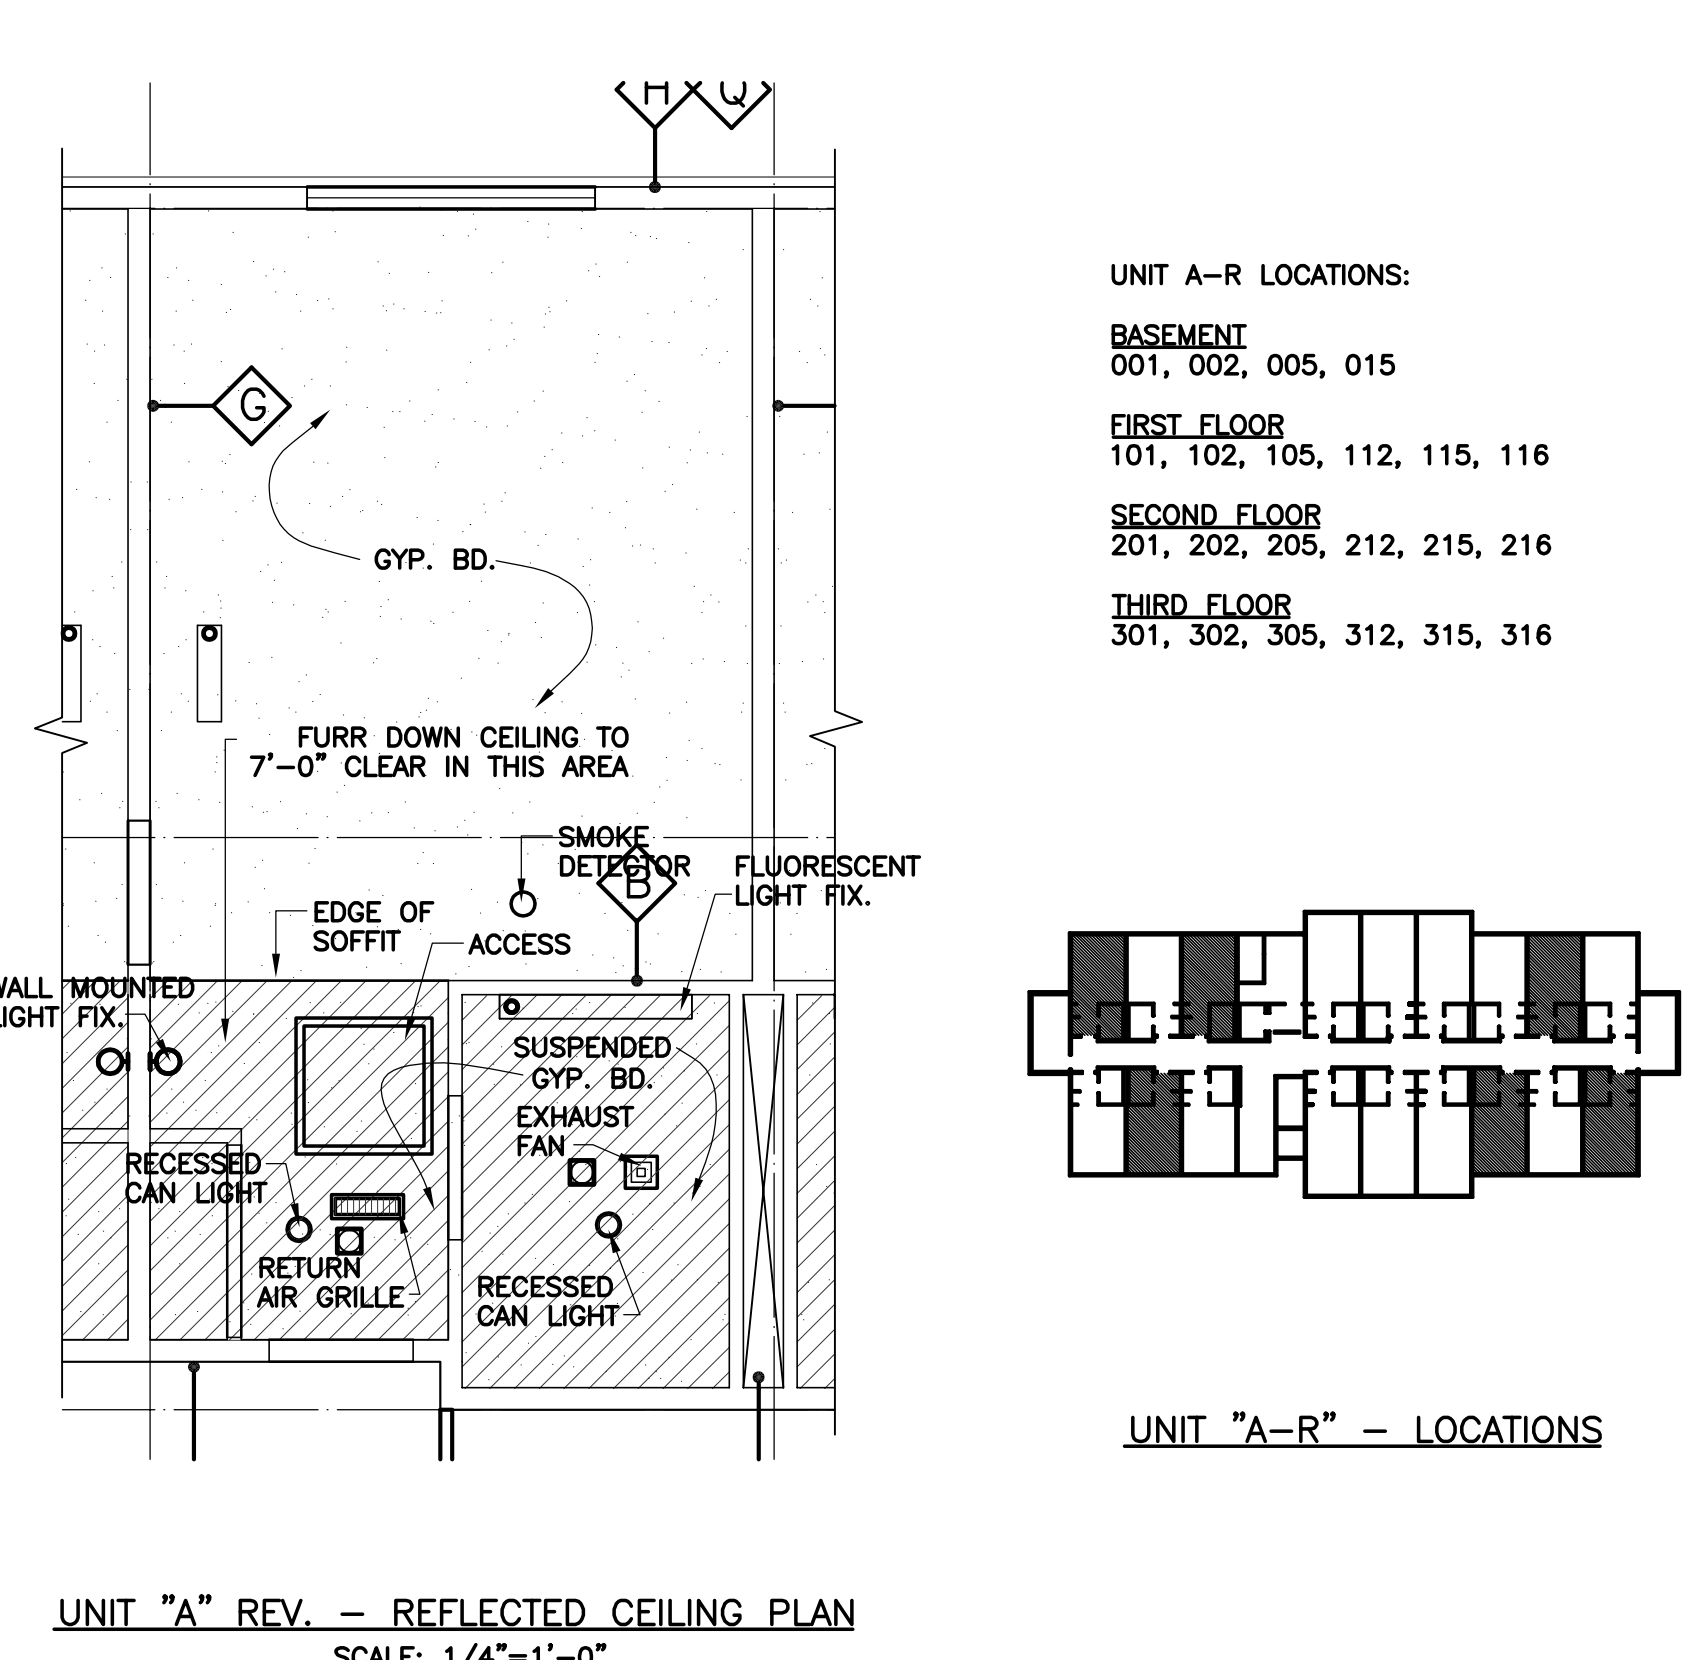 H Q
G
GYP. BD.
FURR DOWN CEILING TO
7'-0" CLEAR IN THIS AREA
SMOKE
DETECTOR
B
FLUORESCENT
LIGHT FIX.
EDGE OF
SOFFIT
ACCESS
WALL MOUNTED
LIGHT FIX.
SUSPENDED
GYP. BD.
EXHAUST
FAN
RECESSED
CAN LIGHT
RETURN
AIR GRILLE
RECESSED
CAN LIGHT
UNIT "A" REV. - REFLECTED CEILING PLAN
SCALE: 1/4"=1'-0"
UNIT A-R LOCATIONS:
BASEMENT
001, 002, 005, 015
FIRST FLOOR
101, 102, 105, 112, 115, 116
SECOND FLOOR
201, 202, 205, 212, 215, 216
THIRD FLOOR
301, 302, 305, 312, 315, 316
UNIT "A-R" - LOCATIONS